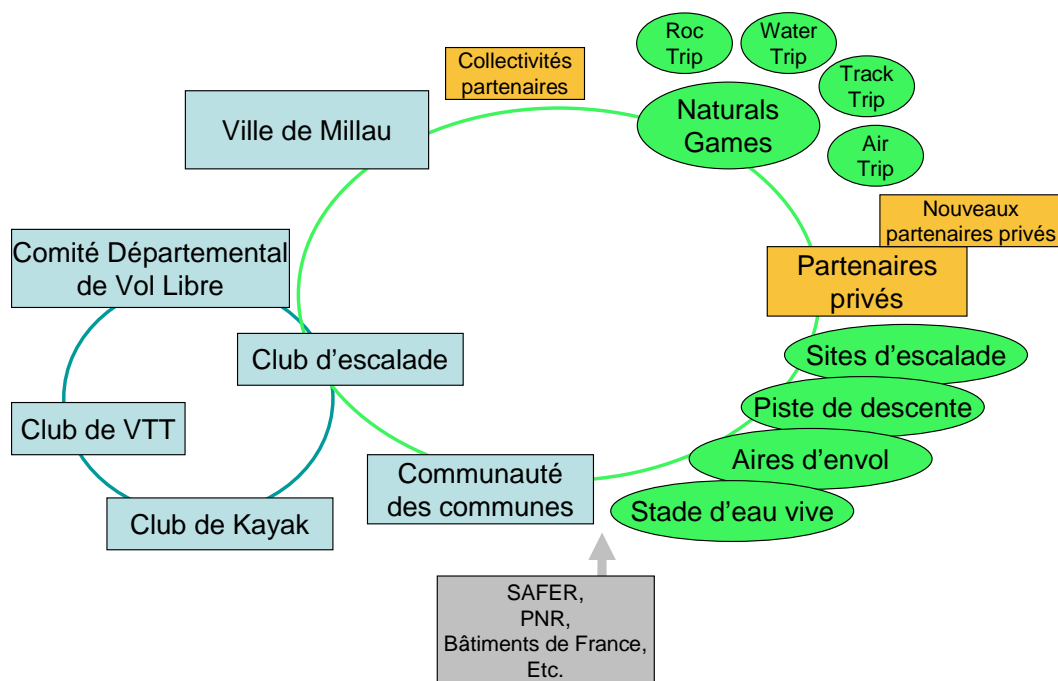 Roc
Trip
Water
Trip
Collectivités
partenaires
Track
Trip
Naturals
Games
Ville de Millau
Air
Trip
Nouveaux
partenaires privés
Comité Départemental
de Vol Libre
Partenaires
privés
Club d'escalade
Sites d'escalade
Piste de descente
Club de VTT
Aires d'envol
Communauté
des communes
Stade d'eau vive
Club de Kayak
SAFER,
PNR,
Bâtiments de France,
Etc.